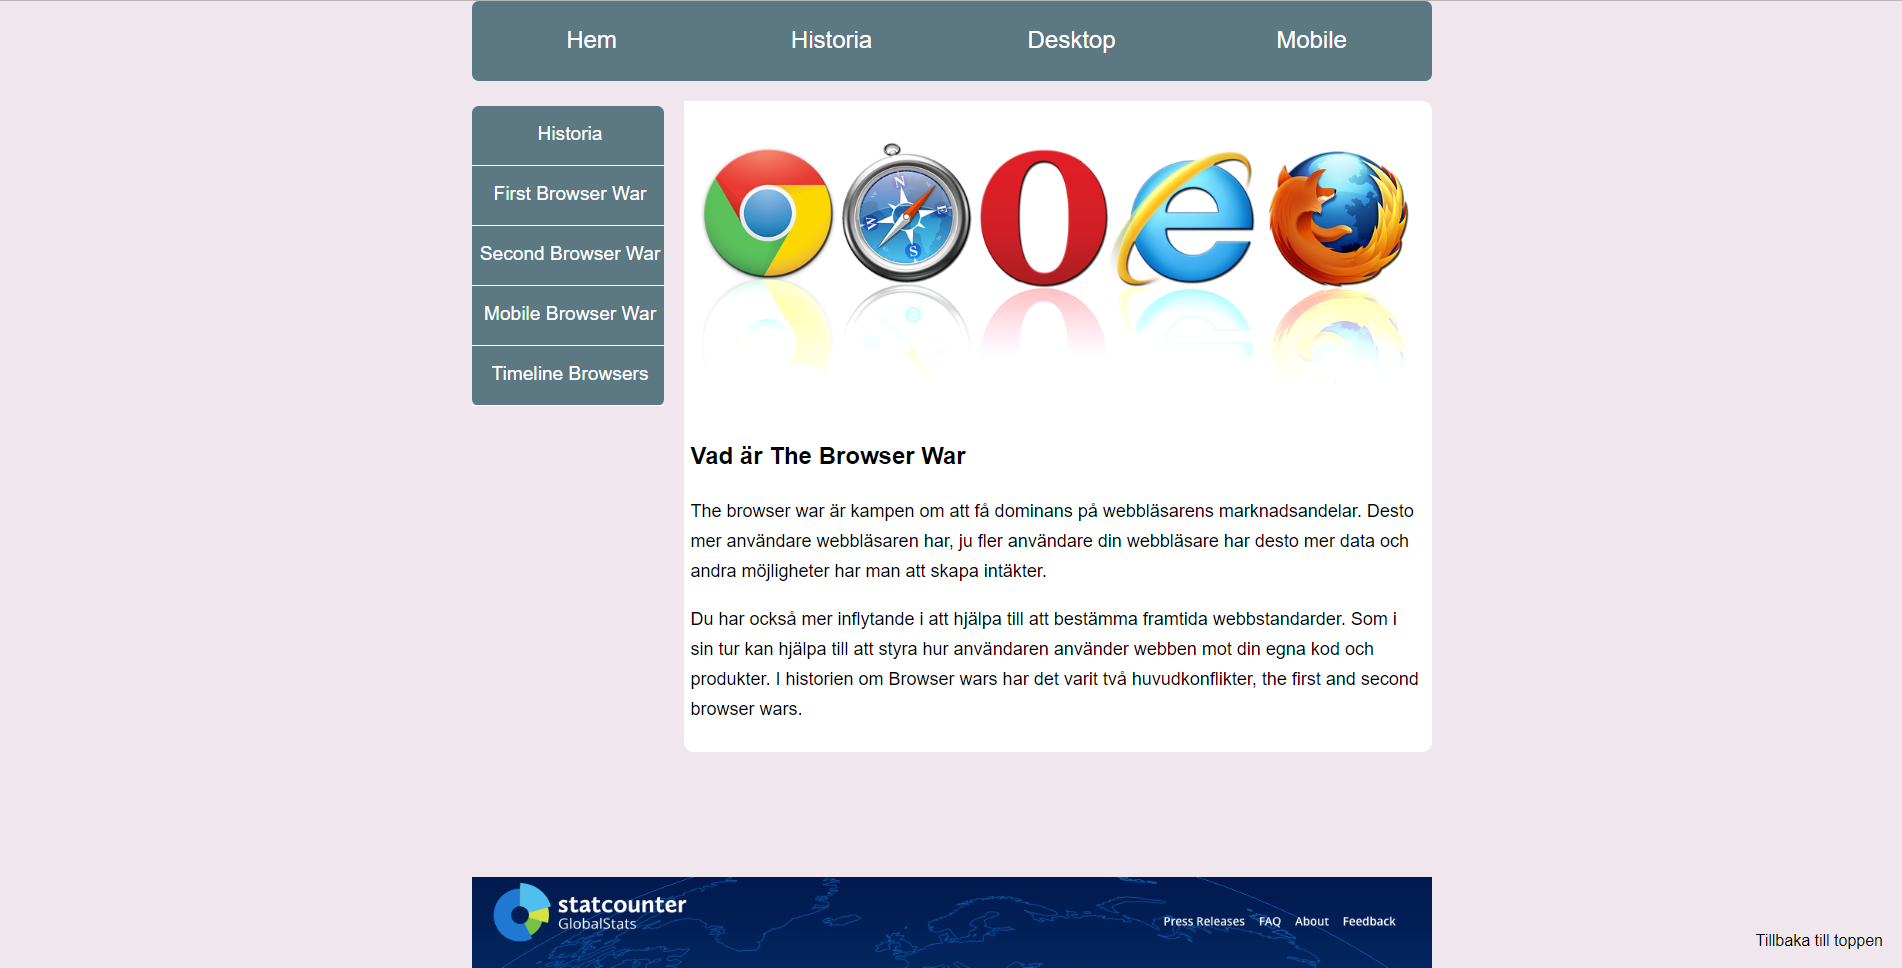 Hem Historia Desktop Mobile
Historia
First Browser War
Second Browser War
Mobile Browser War
Timeline Browsers
N
E
S
W
Vad är The Browser War
The browser war är kampen om att få dominans på webbläsarens marknadsandelar. Desto
mer användare webbläsaren har, ju fler användare din webbläsare har desto mer data och
andra möjligheter har man att skapa intäkter.
Du har också mer inflytande i att hjälpa till att bestämma framtida webbstandarder. Som i
sin tur kan hjälpa till att styra hur användaren använder webben mot din egna kod och
produkter. I historien om Browser wars har det varit två huvudkonflikter, the first and second
browser wars.
statcounter
GlobalStats
Press Releases FAQ About Feedback
Tillbaka till toppen